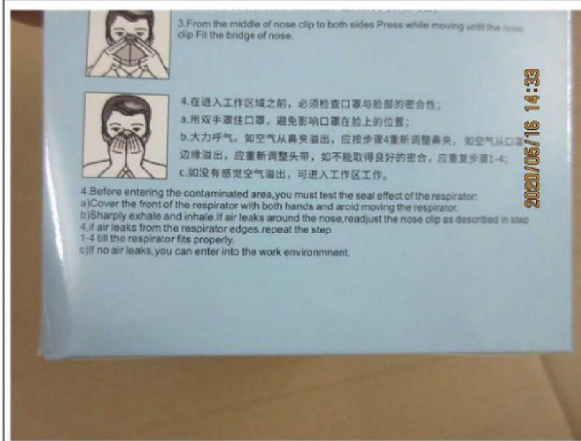 3.From the middle of nose clip to both sides Press while moving until the nose
clip Fit the bridge of nose.
4.在进入工作区域之前，必须检查口罩与脸部的密合性；
a.用双手罩住口罩，避免影响口罩在脸上的位置；
b.大力呼气。如空气从鼻夹溢出，应按步骤4重新调整鼻夹，如空气从口罩
边缘溢出，应重新调整头带，如不能取得良好的密合，应重复步骤1-4；
c.如没有感觉空气溢出，可进入工作区工作。
4.Before entering the contaminated area,you must test the seal effect of the respirator:
a)Cover the front of the respirator with both hands and aroid moving the respirator.
b)Sharply exhale and inhale.If air leaks around the nose,readjust the nose clip as described in step
4,if air leaks from the respirator edges.repeat the step
1-4 till the respirator fits properly.
c)If no air leaks,you can enter into the work environmnent.
2020/05/16 14:33